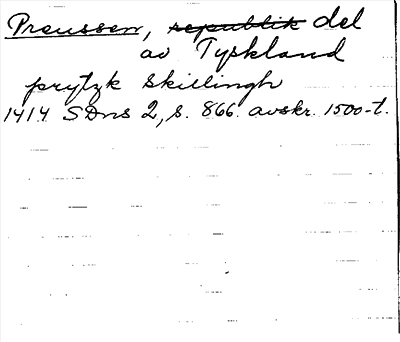 Preussen, republik del
av Tyskland
prytzk skillingh
1414 SDns 2, s. 866. avskr. 1500-t.